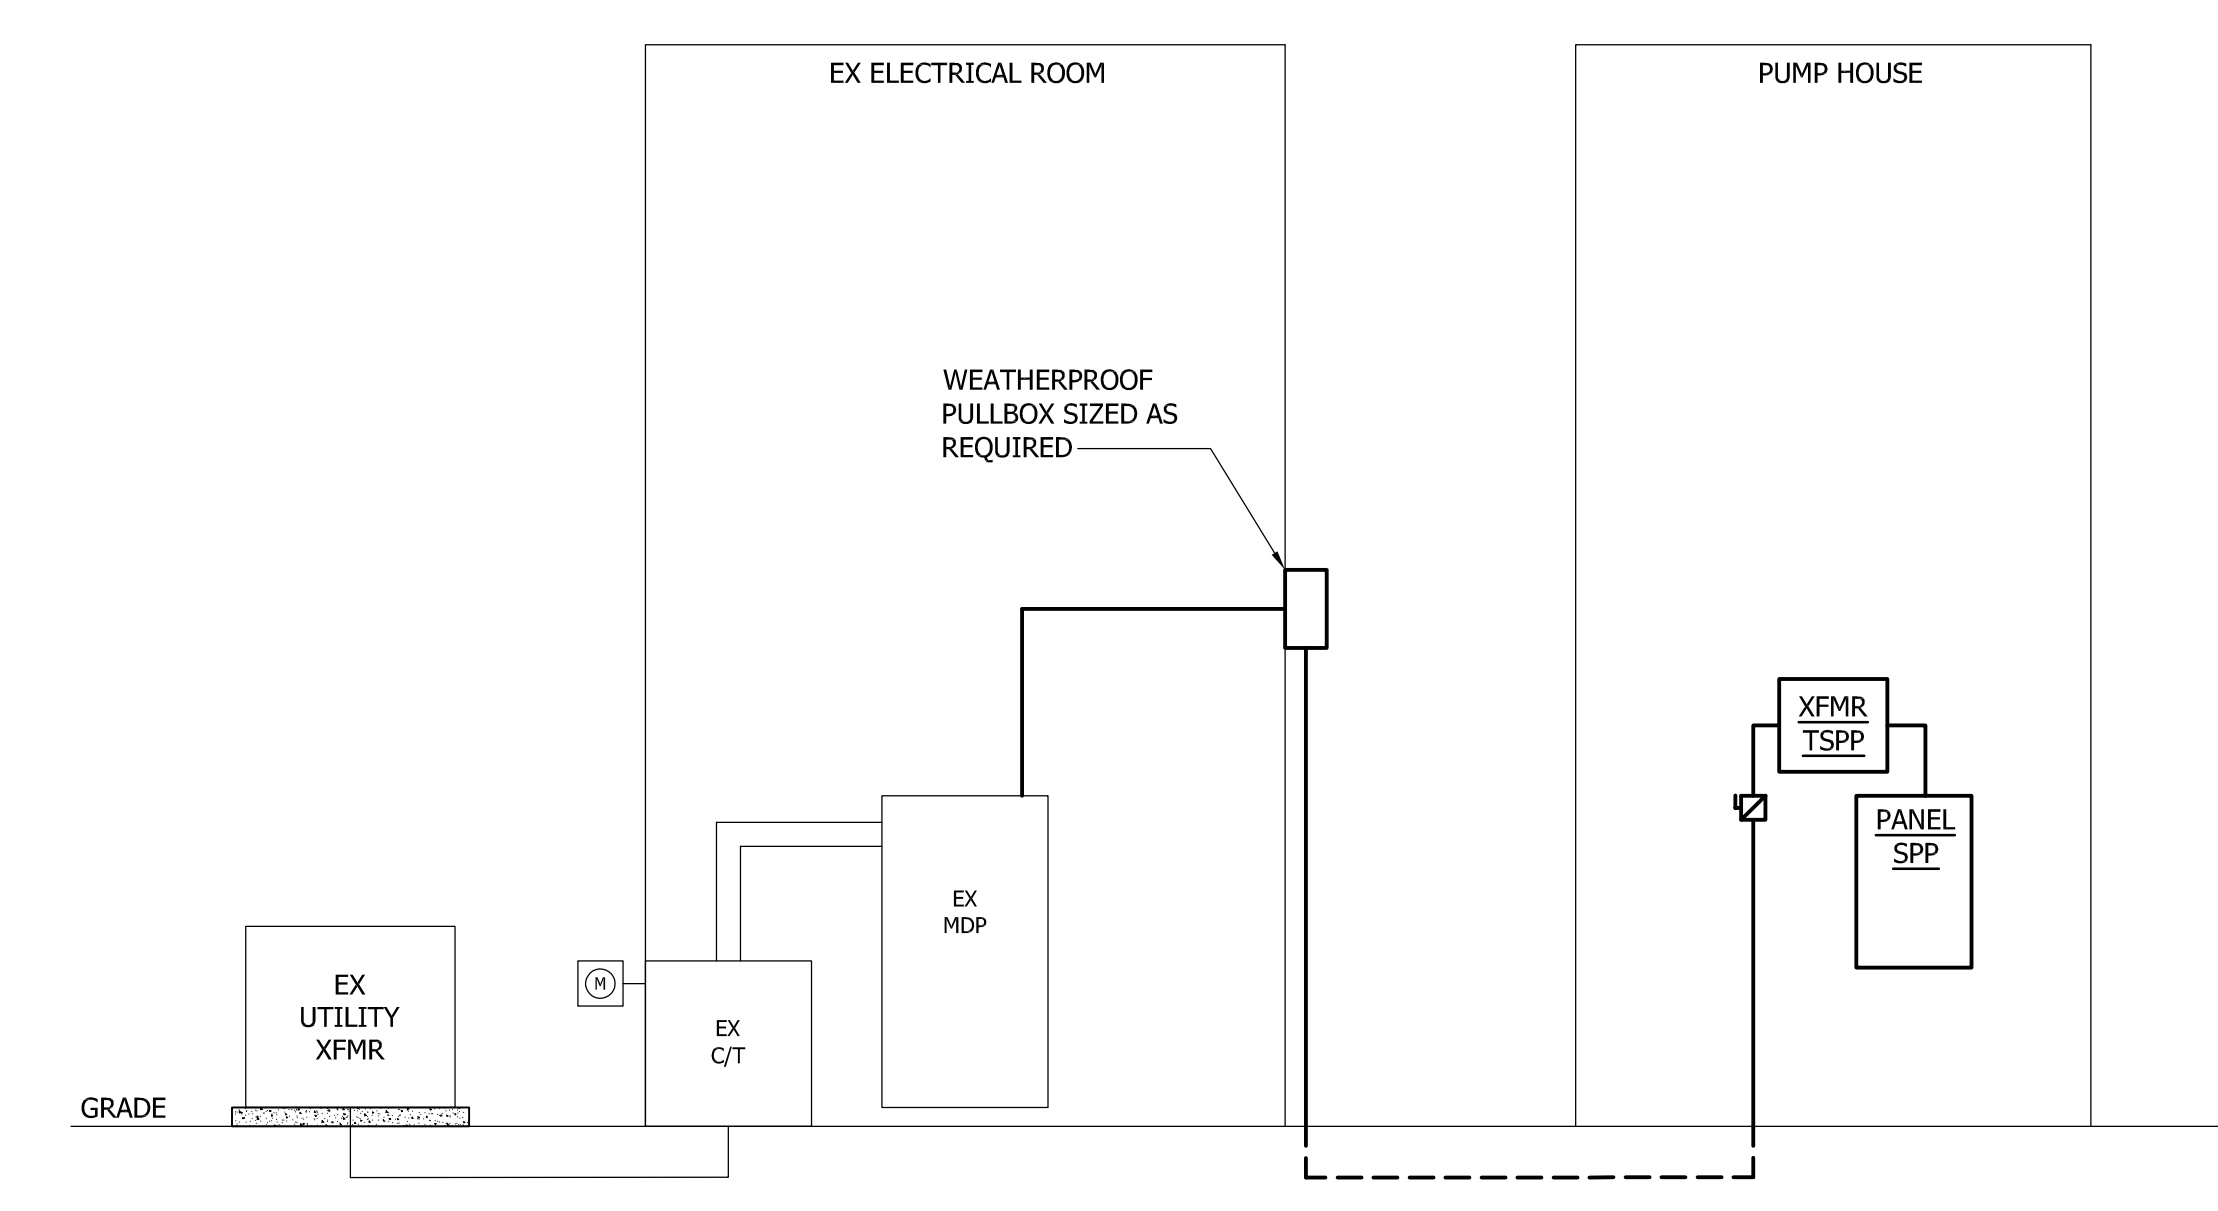 EX ELECTRICAL ROOM
PUMP HOUSE
WEATHERPROOF
PULLBOX SIZED AS
REQUIRED
XFMR
TSPP
PANEL
SPP
EX
MDP
EX
UTILITY
XFMR
M
EX
C/T
GRADE